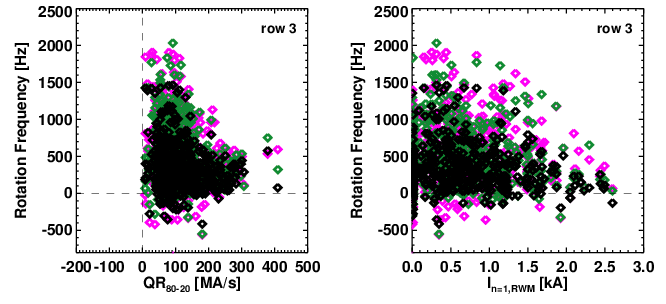 2500
2000
1500
1000
500
0
-500
Rotation Frequency [Hz]
row 3
-200 -100 0 100 200 300 400 500
QR80-20 [MA/s]
2500
2000
1500
1000
500
0
-500
Rotation Frequency [Hz]
row 3
0.0 0.5 1.0 1.5 2.0 2.5 3.0
In=1,RWM [kA]